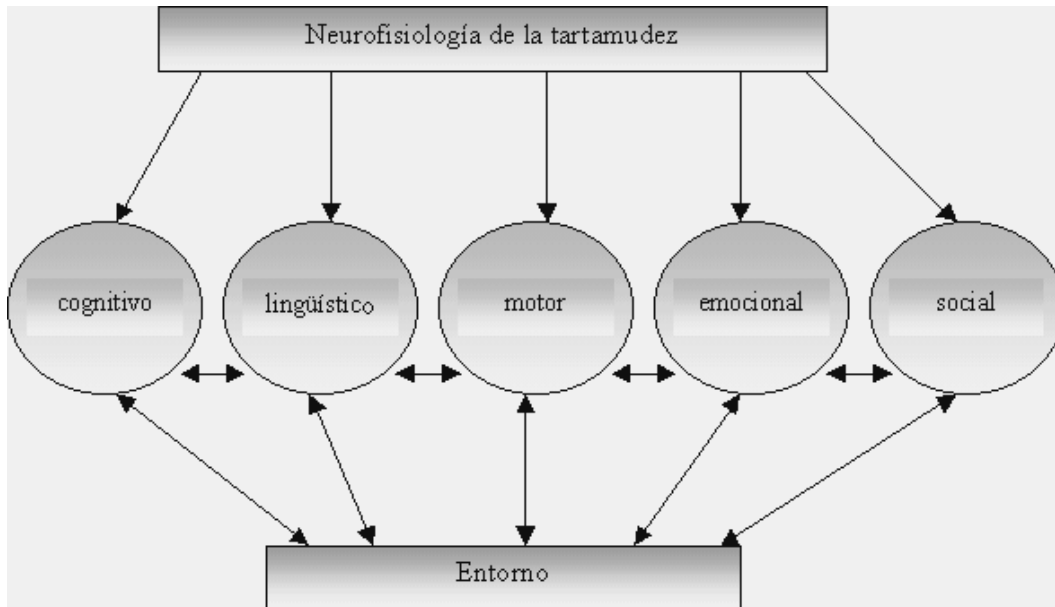 Neurofisiología de la tartamudez
cognitivo
lingüístico
motor
emocional
social
Entorno